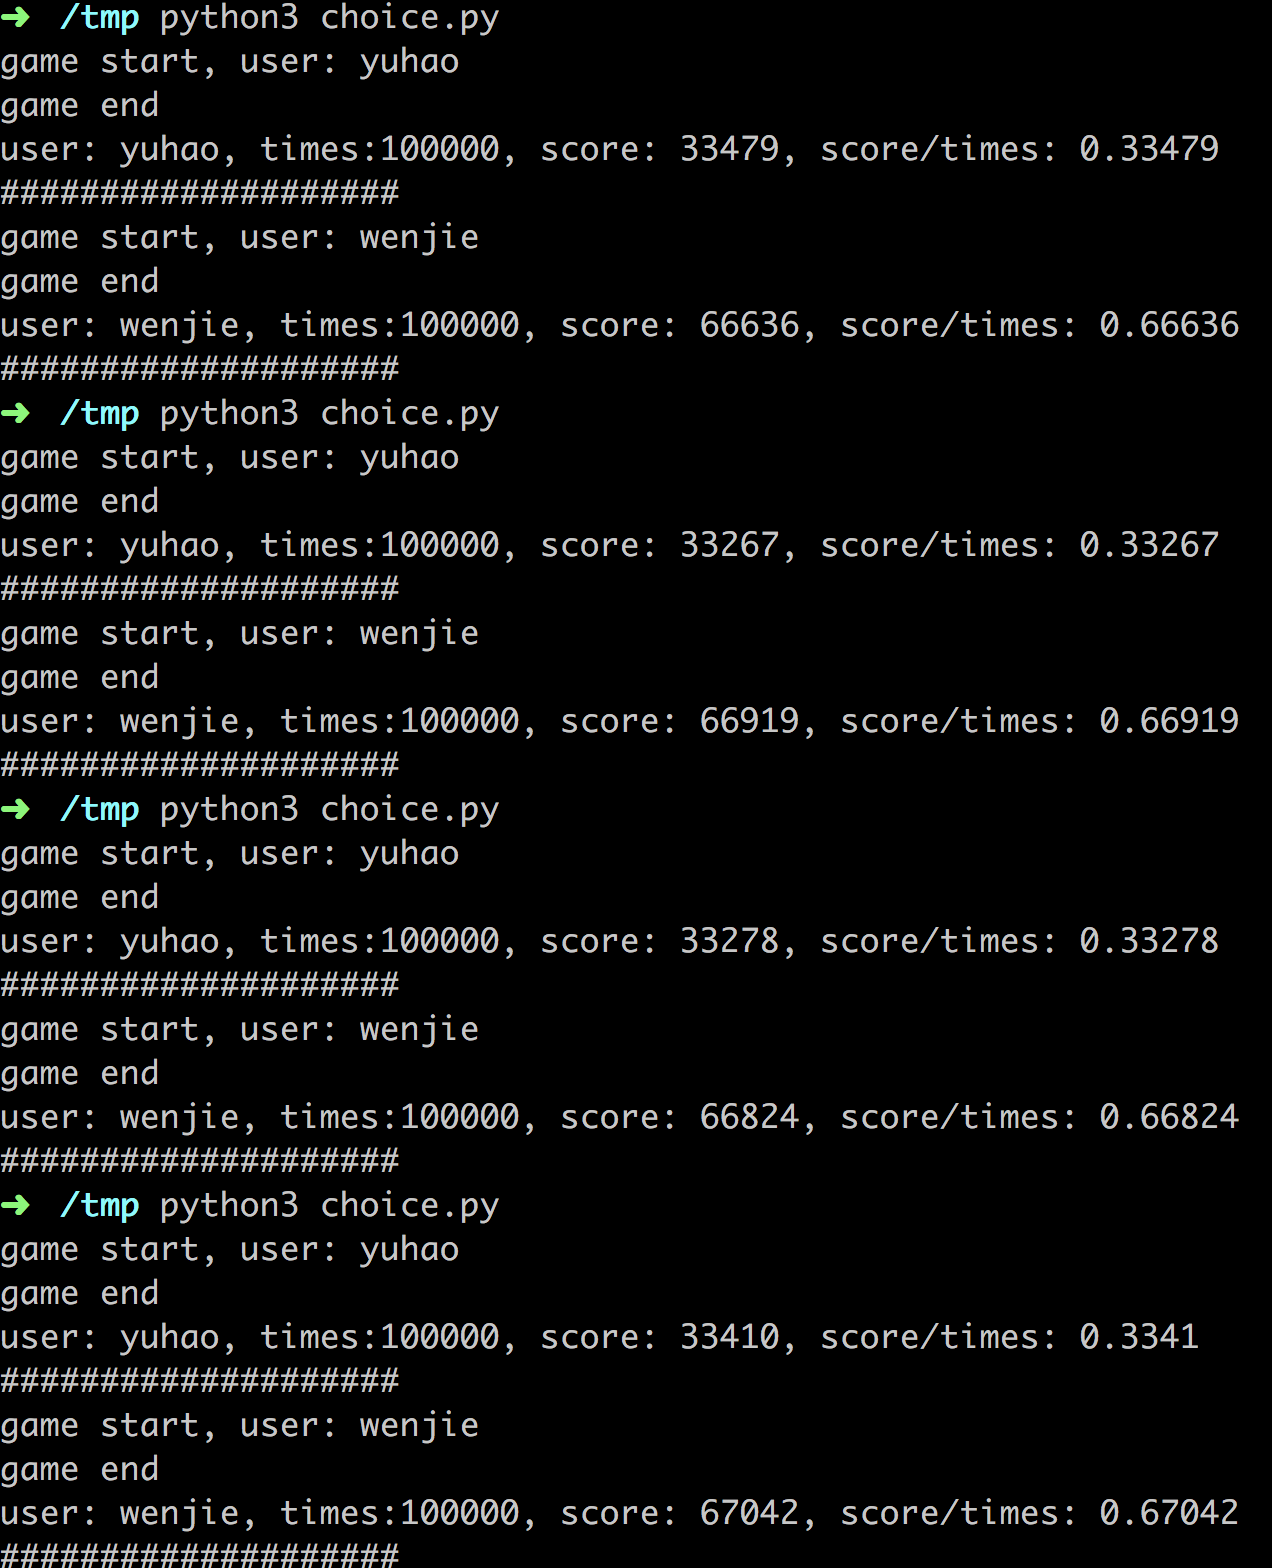 ➜ /tmp python3 choice.py
game start, user: yuhao
game end
user: yuhao, times:100000, score: 33479, score/times: 0.33479
####################
game start, user: wenjie
game end
user: wenjie, times:100000, score: 66636, score/times: 0.66636
####################
➜ /tmp python3 choice.py
game start, user: yuhao
game end
user: yuhao, times:100000, score: 33267, score/times: 0.33267
####################
game start, user: wenjie
game end
user: wenjie, times:100000, score: 66919, score/times: 0.66919
####################
➜ /tmp python3 choice.py
game start, user: yuhao
game end
user: yuhao, times:100000, score: 33278, score/times: 0.33278
####################
game start, user: wenjie
game end
user: wenjie, times:100000, score: 66824, score/times: 0.66824
####################
➜ /tmp python3 choice.py
game start, user: yuhao
game end
user: yuhao, times:100000, score: 33410, score/times: 0.3341
####################
game start, user: wenjie
game end
user: wenjie, times:100000, score: 67042, score/times: 0.67042
####################